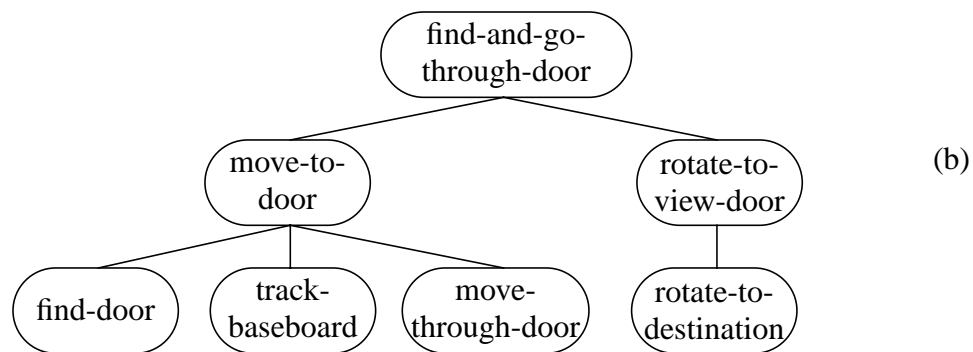 find-and-go-
through-door
move-to-
door
rotate-to-
view-door
(b)
find-door
track-
baseboard
move-
through-door
rotate-to-
destination